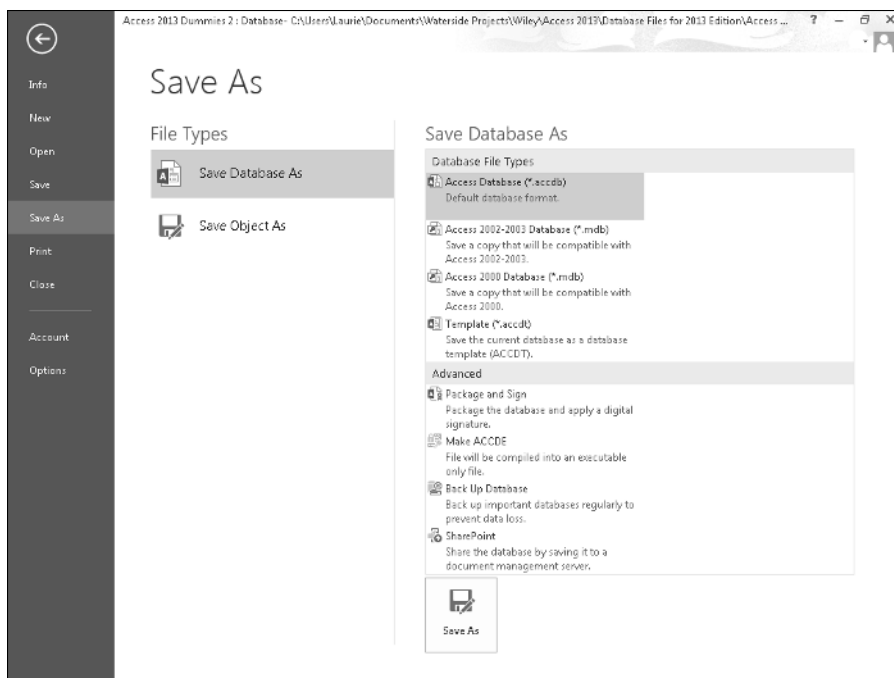 Access 2013 Dummies 2 : Database- C:\Users\Laurie\Documents\Waterside Projects\Wiley\Access 2013\Database Files for 2013 Edition\Access ...
?
Info
New
Open
Save
Save As
Print
Close
Account
Options
Save As
File Types
Save Database As
Save Object As
Save Database As
Database File Types
Access Database (*.accdb)
Default database format.
Access 2002-2003 Database (*.mdb)
Save a copy that will be compatible with
Access 2002-2003.
Access 2000 Database (*.mdb)
Save a copy that will be compatible with
Access 2000.
Template (*.accdt)
Save the current database as a database
template (ACCDT).
Advanced
Package and Sign
Package the database and apply a digital
signature.
Make ACCDE
File will be compiled into an executable
only file.
Back Up Database
Back up important databases regularly to
prevent data loss.
SharePoint
Share the database by saving it to a
document management server.
Save As